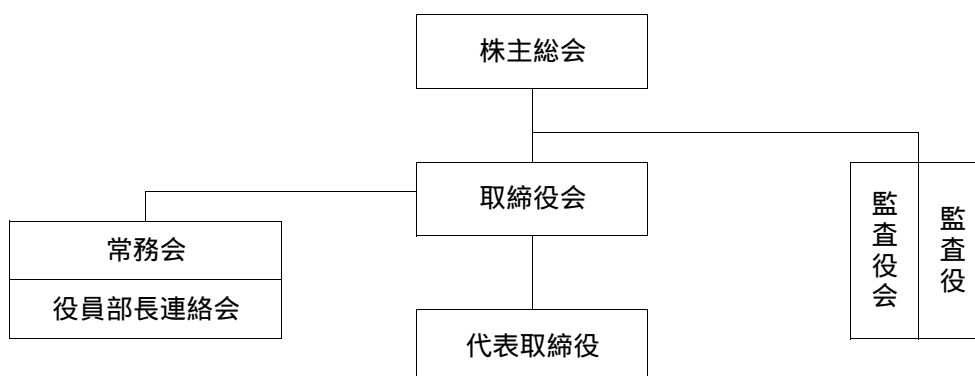 株主総会
取締役会
監査役会
監査役
常務会
役員部長連絡会
代表取締役